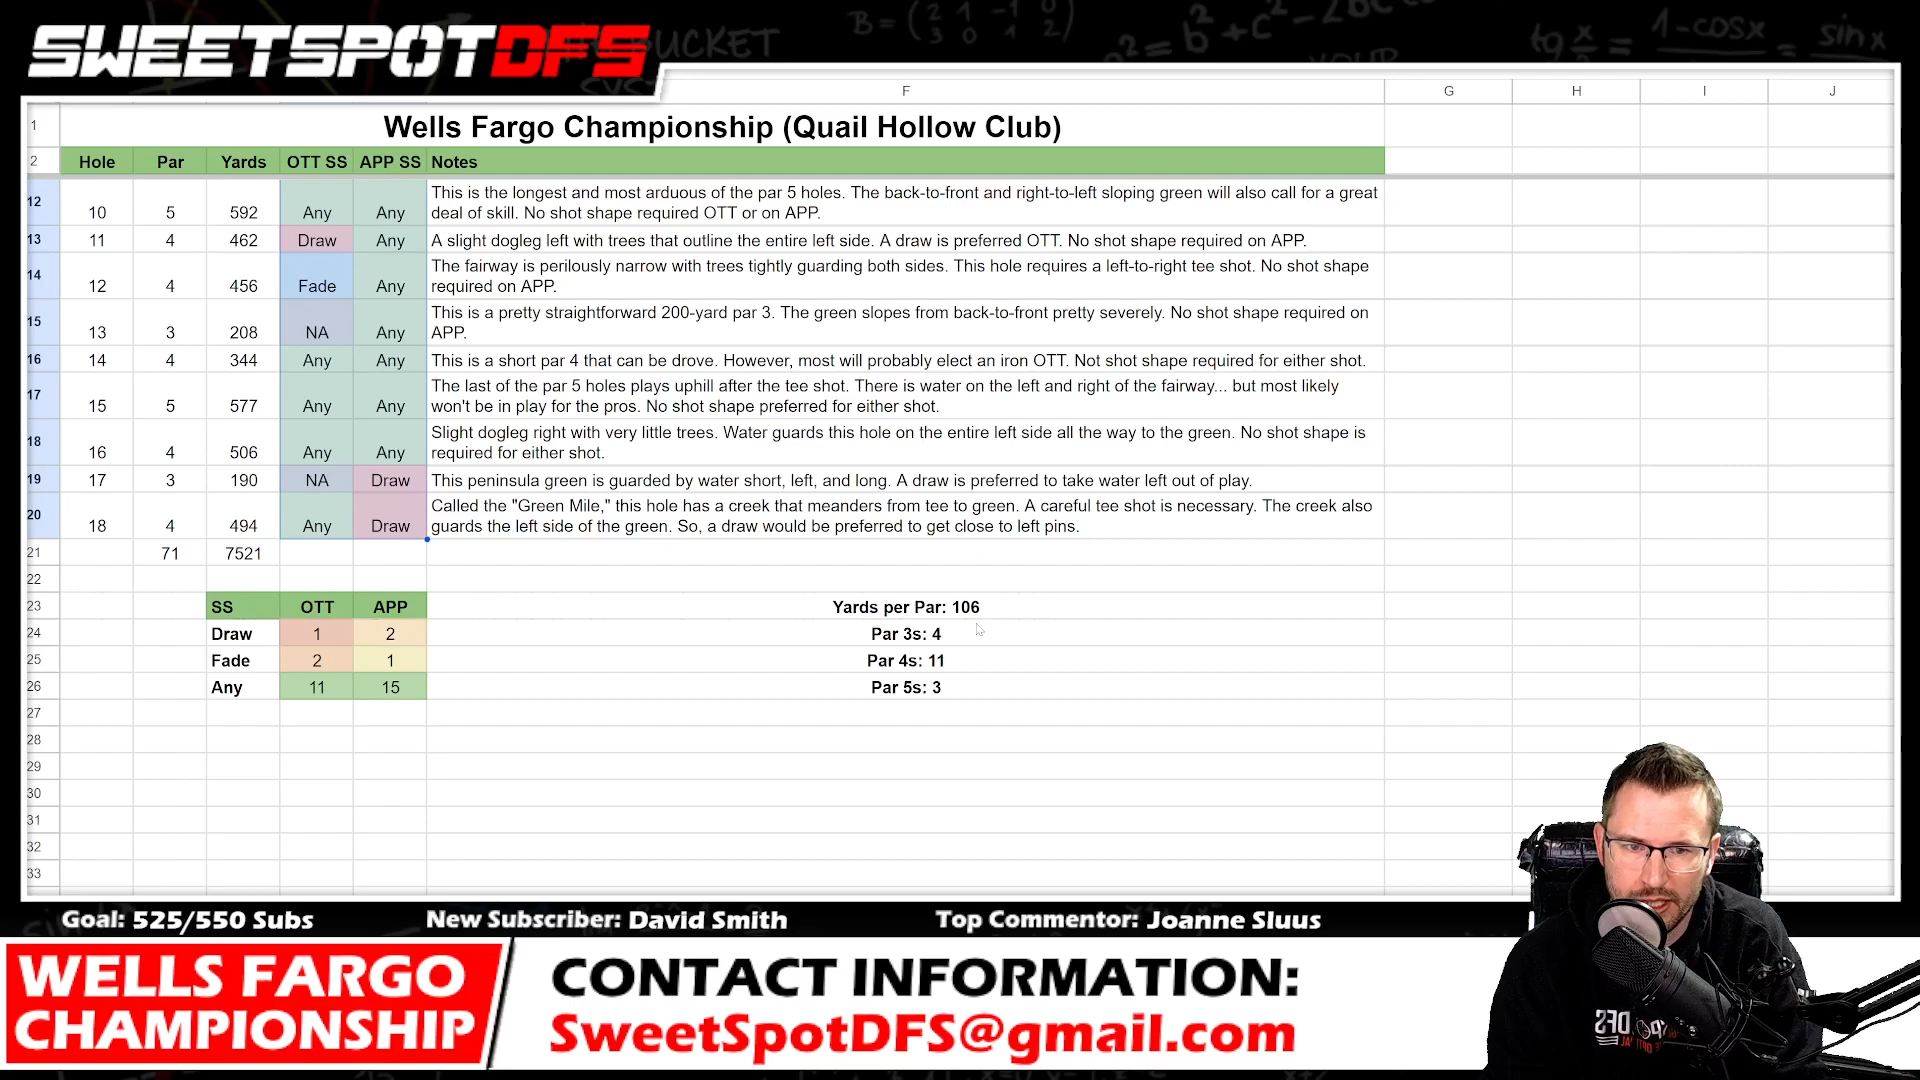 SWEETSPOTDFS
BUCKET
F G H I J
1 Wells Fargo Championship (Quail Hollow Club)
2 Hole Par Yards OTT SS APP SS Notes
12 10 5 592 Any Any This is the longest and most arduous of the par 5 holes. The back-to-front and right-to-left sloping green will also call for a great
deal of skill. No shot shape required OTT or on APP.
13 11 4 462 Draw Any A slight dogleg left with trees that outline the entire left side. A draw is preferred OTT. No shot shape required on APP.
14 12 4 456 Fade Any The fairway is perilously narrow with trees tightly guarding both sides. This hole requires a left-to-right tee shot. No shot shape
required on APP.
15 13 3 208 NA Any This is a pretty straightforward 200-yard par 3. The green slopes from back-to-front pretty severely. No shot shape required on
APP.
16 14 4 344 Any Any This is a short par 4 that can be drove. However, most will probably elect an iron OTT. Not shot shape required for either shot.
17 15 5 577 Any Any The last of the par 5 holes plays uphill after the tee shot. There is water on the left and right of the fairway... but most likely
won't be in play for the pros. No shot shape preferred for either shot.
18 16 4 506 Any Any Slight dogleg right with very little trees. Water guards this hole on the entire left side all the way to the green. No shot shape is
required for either shot.
19 17 3 190 NA Draw This peninsula green is guarded by water short, left, and long. A draw is preferred to take water left out of play.
20 18 4 494 Any Draw Called the "Green Mile," this hole has a creek that meanders from tee to green. A careful tee shot is necessary. The creek also
guards the left side of the green. So, a draw would be preferred to get close to left pins.
21 71 7521
22
23 SS OTT APP Yards per Par: 106
24 Draw 1 2 Par 3s: 4
25 Fade 2 1 Par 4s: 11
26 Any 11 15 Par 5s: 3
27
28
29
30
31
32
33
Goal: 525/550 Subs New Subscriber: David Smith Top Commentor: Joanne Sluus
WELLS FARGO
CHAMPIONSHIP
CONTACT INFORMATION:
SweetSpotDFS@gmail.com